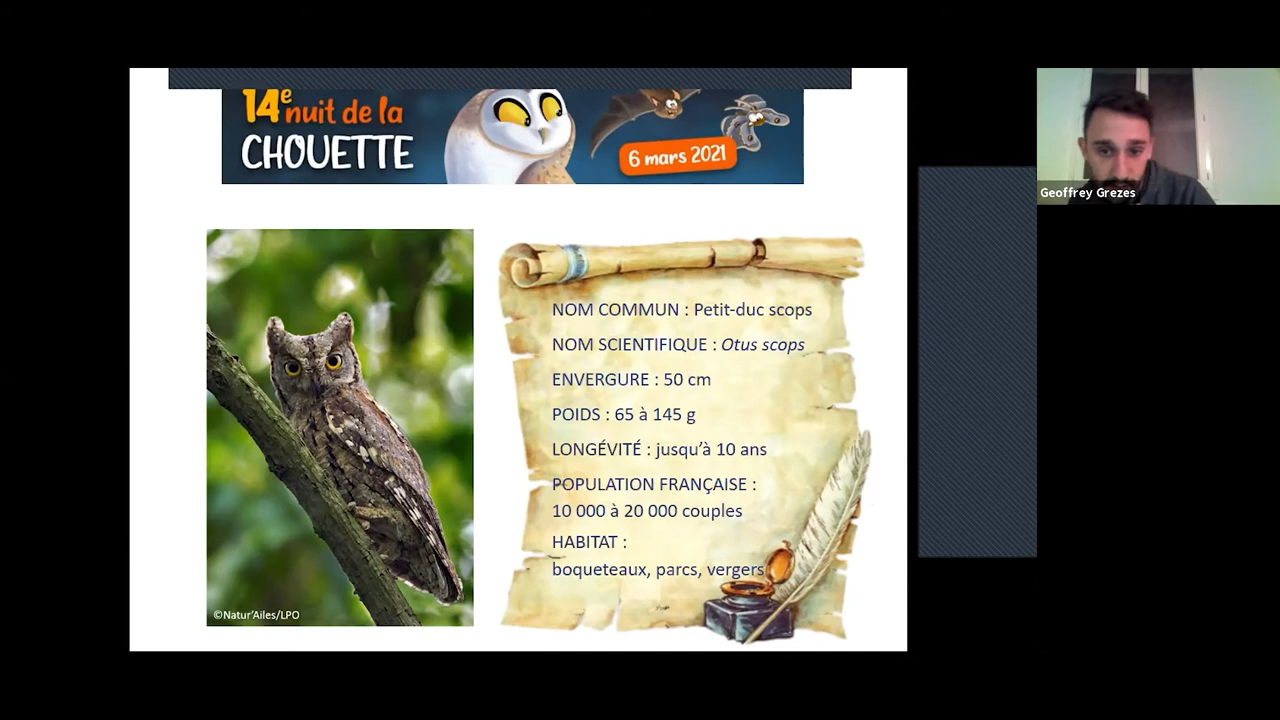 14e nuit de la
CHOUETTE
6 mars 2021
Geoffrey Grezes
NOM COMMUN : Petit-duc scops
NOM SCIENTIFIQUE : Otus scops
ENVERGURE : 50 cm
POIDS : 65 à 145 g
LONGÉVITÉ : jusqu’à 10 ans
POPULATION FRANÇAISE :
10 000 à 20 000 couples
HABITAT :
boqueteaux, parcs, vergers
©Natur’Ailes/LPO